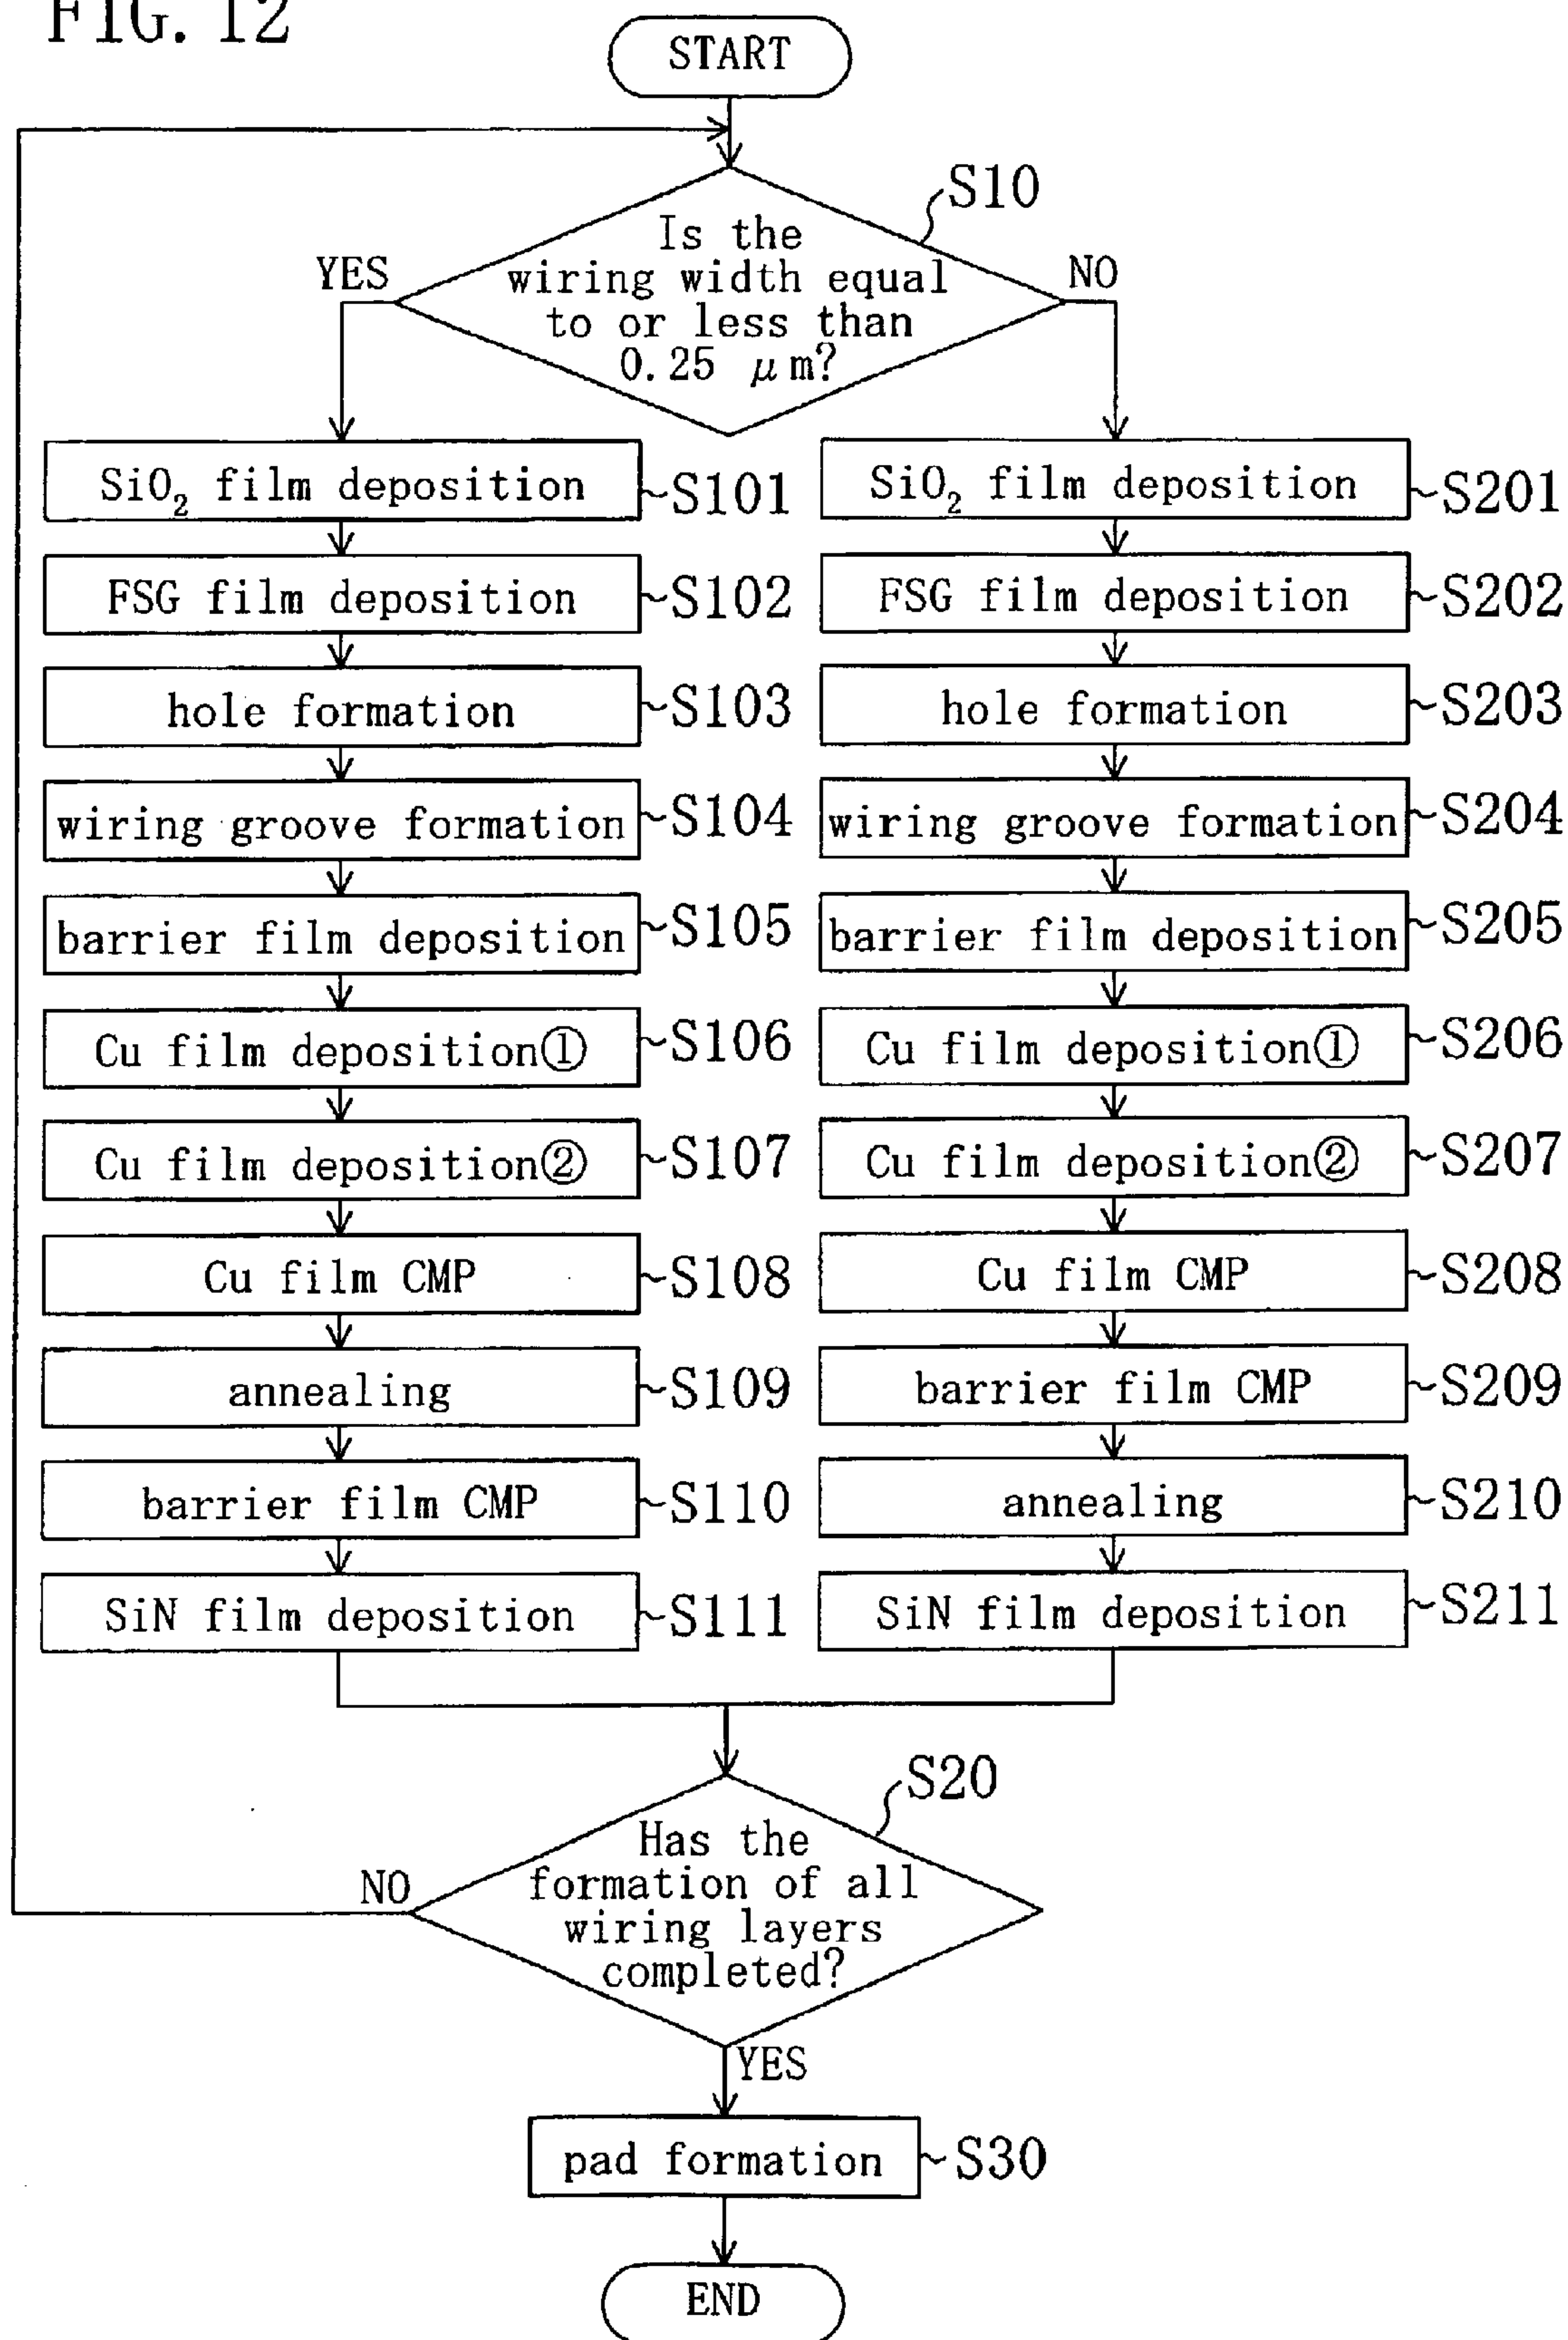 FIG. 12
START
S10
Is the
wiring width equal
to or less than
0.25 μm?
YES
NO
SiO₂ film deposition
S101
FSG film deposition
S102
hole formation
S103
wiring groove formation
S104
barrier film deposition
S105
Cu film deposition①
S106
Cu film deposition②
S107
Cu film CMP
S108
annealing
S109
barrier film CMP
S110
SiN film deposition
S111
SiO₂ film deposition
S201
FSG film deposition
S202
hole formation
S203
wiring groove formation
S204
barrier film deposition
S205
Cu film deposition①
S206
Cu film deposition②
S207
Cu film CMP
S208
barrier film CMP
S209
annealing
S210
SiN film deposition
S211
S20
Has the
formation of all
wiring layers
completed?
NO
YES
pad formation
S30
END